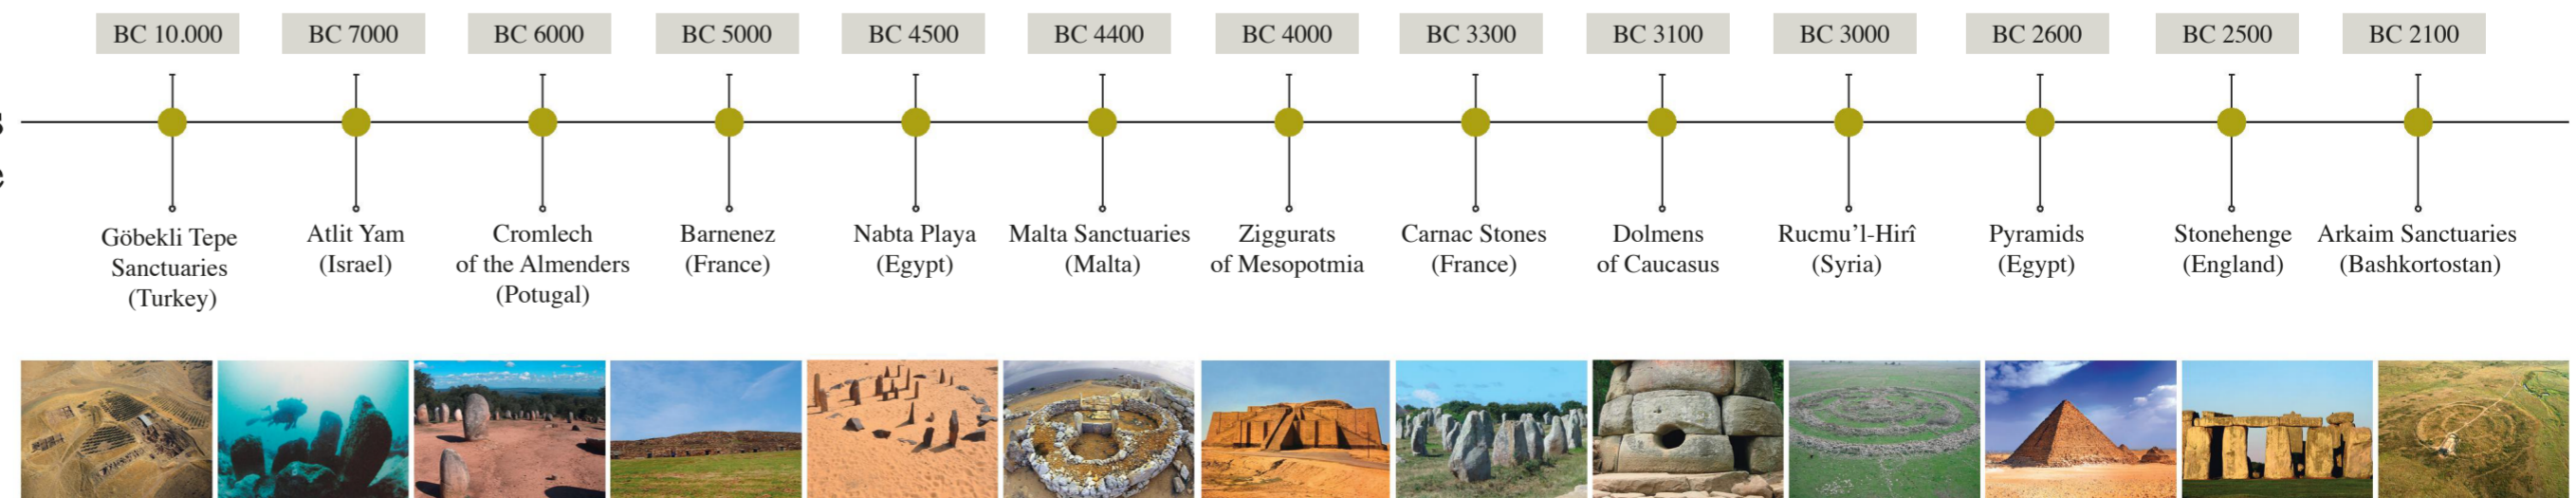 BC 10.000
BC 7000
BC 6000
BC 5000
BC 4500
BC 4400
BC 4000
BC 3300
BC 3100
BC 3000
BC 2600
BC 2500
BC 2100
Göbekli Tepe
Sanctuaries
(Turkey)
Atlit Yam
(Israel)
Cromlech
of the Almenders
(Potugal)
Barnenez
(France)
Nabta Playa
(Egypt)
Malta Sanctuaries
(Malta)
Ziggurats
of Mesopotmia
Carnac Stones
(France)
Dolmens
of Caucasus
Rucmu’l-Hirî
(Syria)
Pyramids
(Egypt)
Stonehenge
(England)
Arkaim Sanctuaries
(Bashkortostan)